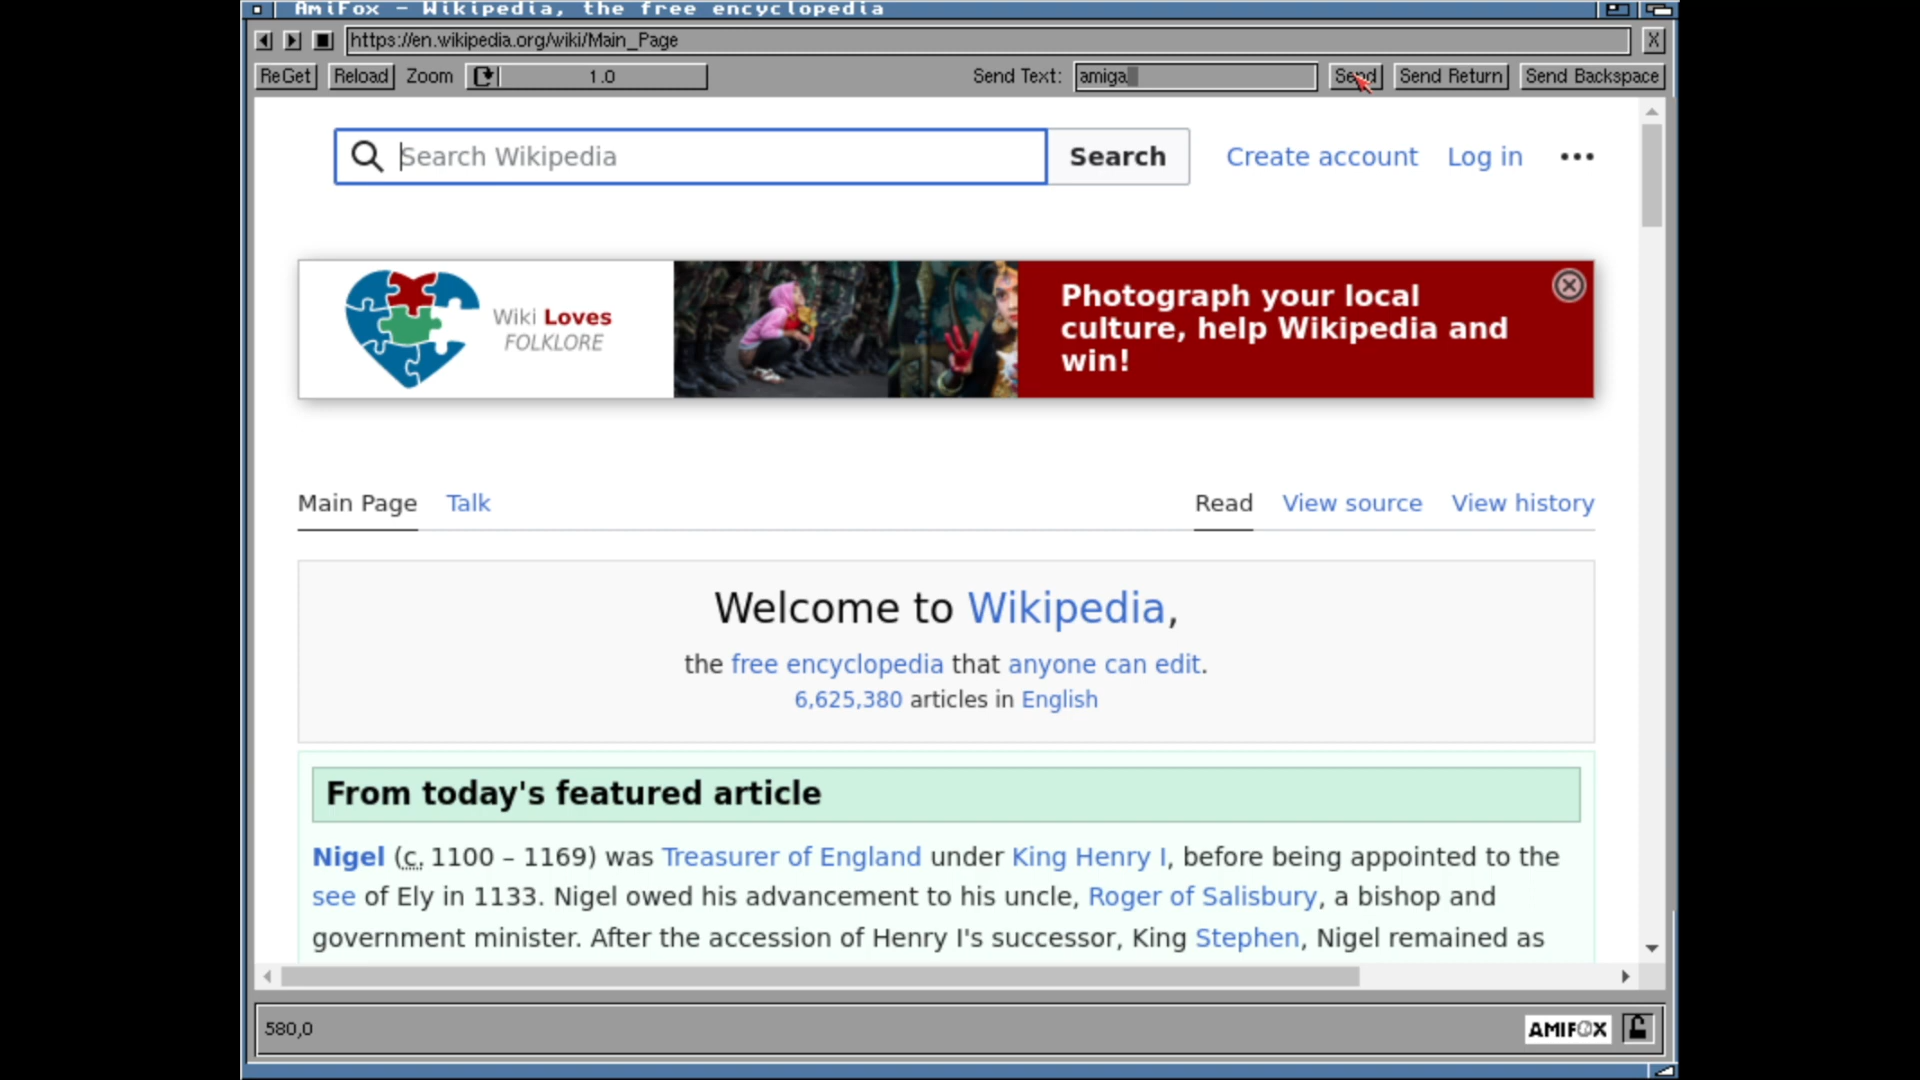 AmiFox - Wikipedia, the free encyclopedia
https://en.wikipedia.org/wiki/Main_Page X
ReGet Reload Zoom 1.0 Send Text: amiga Send Send Return Send Backspace
Search Wikipedia Search Create account Log in
Wiki Loves
FOLKLORE
Photograph your local
culture, help Wikipedia and
win!
Main Page Talk Read View source View history
Welcome to Wikipedia,
the free encyclopedia that anyone can edit.
6,625,380 articles in English
From today's featured article
Nigel (c. 1100 – 1169) was Treasurer of England under King Henry I, before being appointed to the
see of Ely in 1133. Nigel owed his advancement to his uncle, Roger of Salisbury, a bishop and
government minister. After the accession of Henry I's successor, King Stephen, Nigel remained as
580,0 AMIFOX